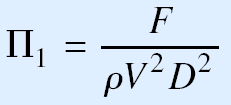 Π₁ = F / ρV²D²